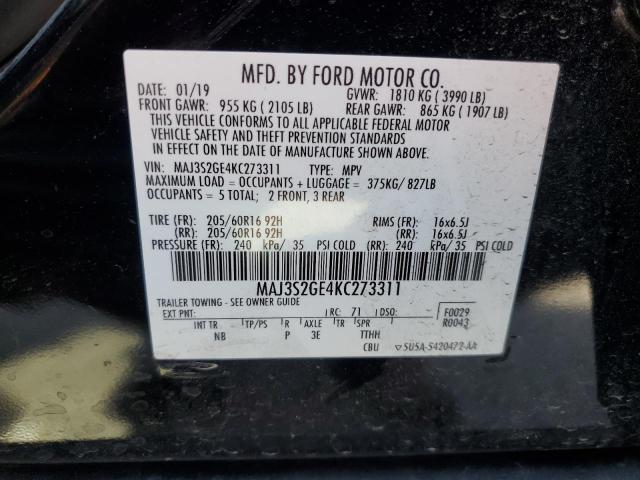 MFD. BY FORD MOTOR CO.
DATE: 01/19 GVWR: 1810 KG ( 3990 LB)
FRONT GAWR: 955 KG ( 2105 LB) REAR GAWR: 865 KG ( 1907 LB)
THIS VEHICLE CONFORMS TO ALL APPLICABLE FEDERAL MOTOR
VEHICLE SAFETY AND THEFT PREVENTION STANDARDS
IN EFFECT ON THE DATE OF MANUFACTURE SHOWN ABOVE.
VIN: MAJ3S2GE4KC273311 TYPE: MPV
MAXIMUM LOAD = OCCUPANTS + LUGGAGE = 375KG/ 827LB
OCCUPANTS = 5 TOTAL; 2 FRONT, 3 REAR
TIRE (FR): 205/60R16 92H RIMS (FR): 16x6.5J
(RR): 205/60R16 92H (RR): 16x6.5J
PRESSURE (FR): 240 kPa/ 35 PSI COLD (RR): 240 kPa/ 35 PSI COLD
MAJ3S2GE4KC273311
TRAILER TOWING - SEE OWNER GUIDE
EXT PNT: RC: 71 DSO: F0029
R0043
INT TR TP/PS R AXLE TR SPR
NB P 3E TTHH
CBU 5USA-5420472-AA